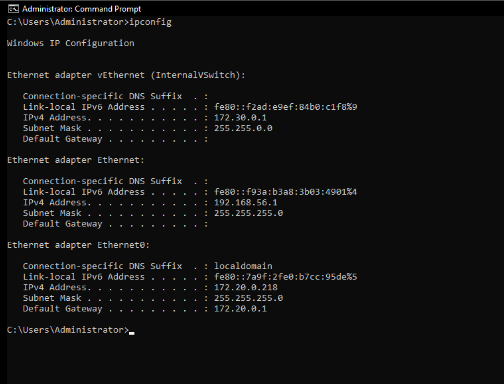 Administrator: Command Prompt
C:\Users\Administrator>ipconfig
Windows IP Configuration
Ethernet adapter vEthernet (InternalVSwitch):
Connection-specific DNS Suffix  . :
Link-local IPv6 Address . . . . . : fe80::f2ad:e9ef:84b0:c1f8%9
IPv4 Address. . . . . . . . . . . : 172.30.0.1
Subnet Mask . . . . . . . . . . . : 255.255.0.0
Default Gateway . . . . . . . . . :
Ethernet adapter Ethernet:
Connection-specific DNS Suffix  . :
Link-local IPv6 Address . . . . . : fe80::f93a:b3a8:3b03:4901%4
IPv4 Address. . . . . . . . . . . : 192.168.56.1
Subnet Mask . . . . . . . . . . . : 255.255.255.0
Default Gateway . . . . . . . . . :
Ethernet adapter Ethernet0:
Connection-specific DNS Suffix  . : localdomain
Link-local IPv6 Address . . . . . : fe80::7a9f:2fe0:b7cc:95de%5
IPv4 Address. . . . . . . . . . . : 172.20.0.218
Subnet Mask . . . . . . . . . . . : 255.255.255.0
Default Gateway . . . . . . . . . : 172.20.0.1
C:\Users\Administrator>